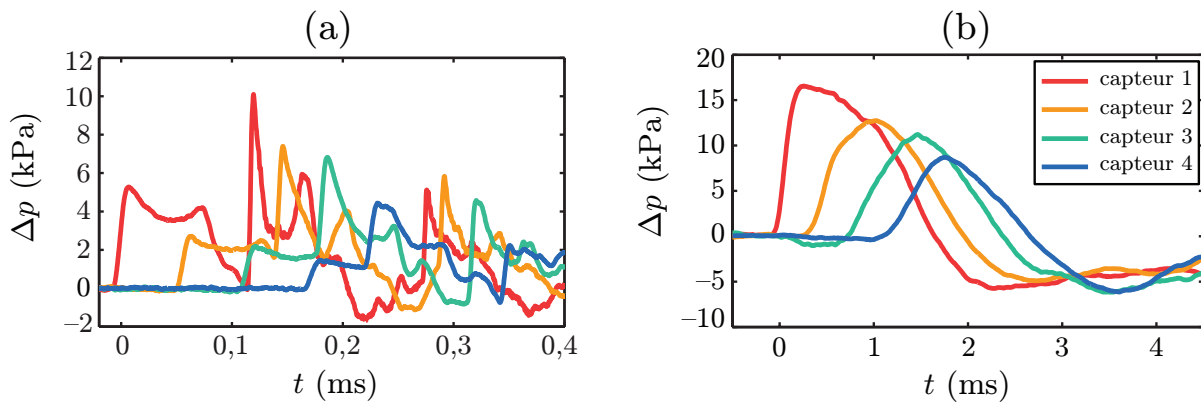 (a)
12
10
8
6
4
2
0
−2
Δp (kPa)
0 0,1 0,2 0,3 0,4
t (ms)
(b)
20
15
10
5
0
−5
−10
Δp (kPa)
0 1 2 3 4
t (ms)
capteur 1
capteur 2
capteur 3
capteur 4